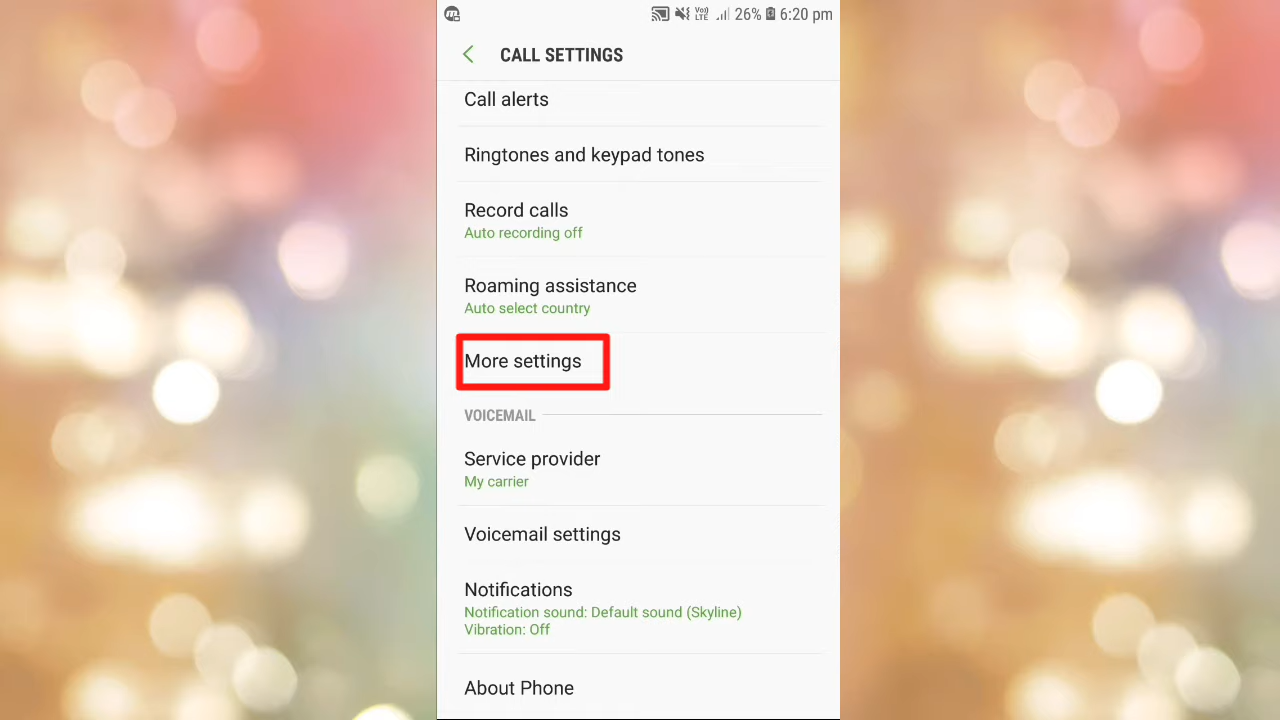 26% 6:20 pm
CALL SETTINGS
Call alerts
Ringtones and keypad tones
Record calls
Auto recording off
Roaming assistance
Auto select country
More settings
VOICEMAIL
Service provider
My carrier
Voicemail settings
Notifications
Notification sound: Default sound (Skyline)
Vibration: Off
About Phone